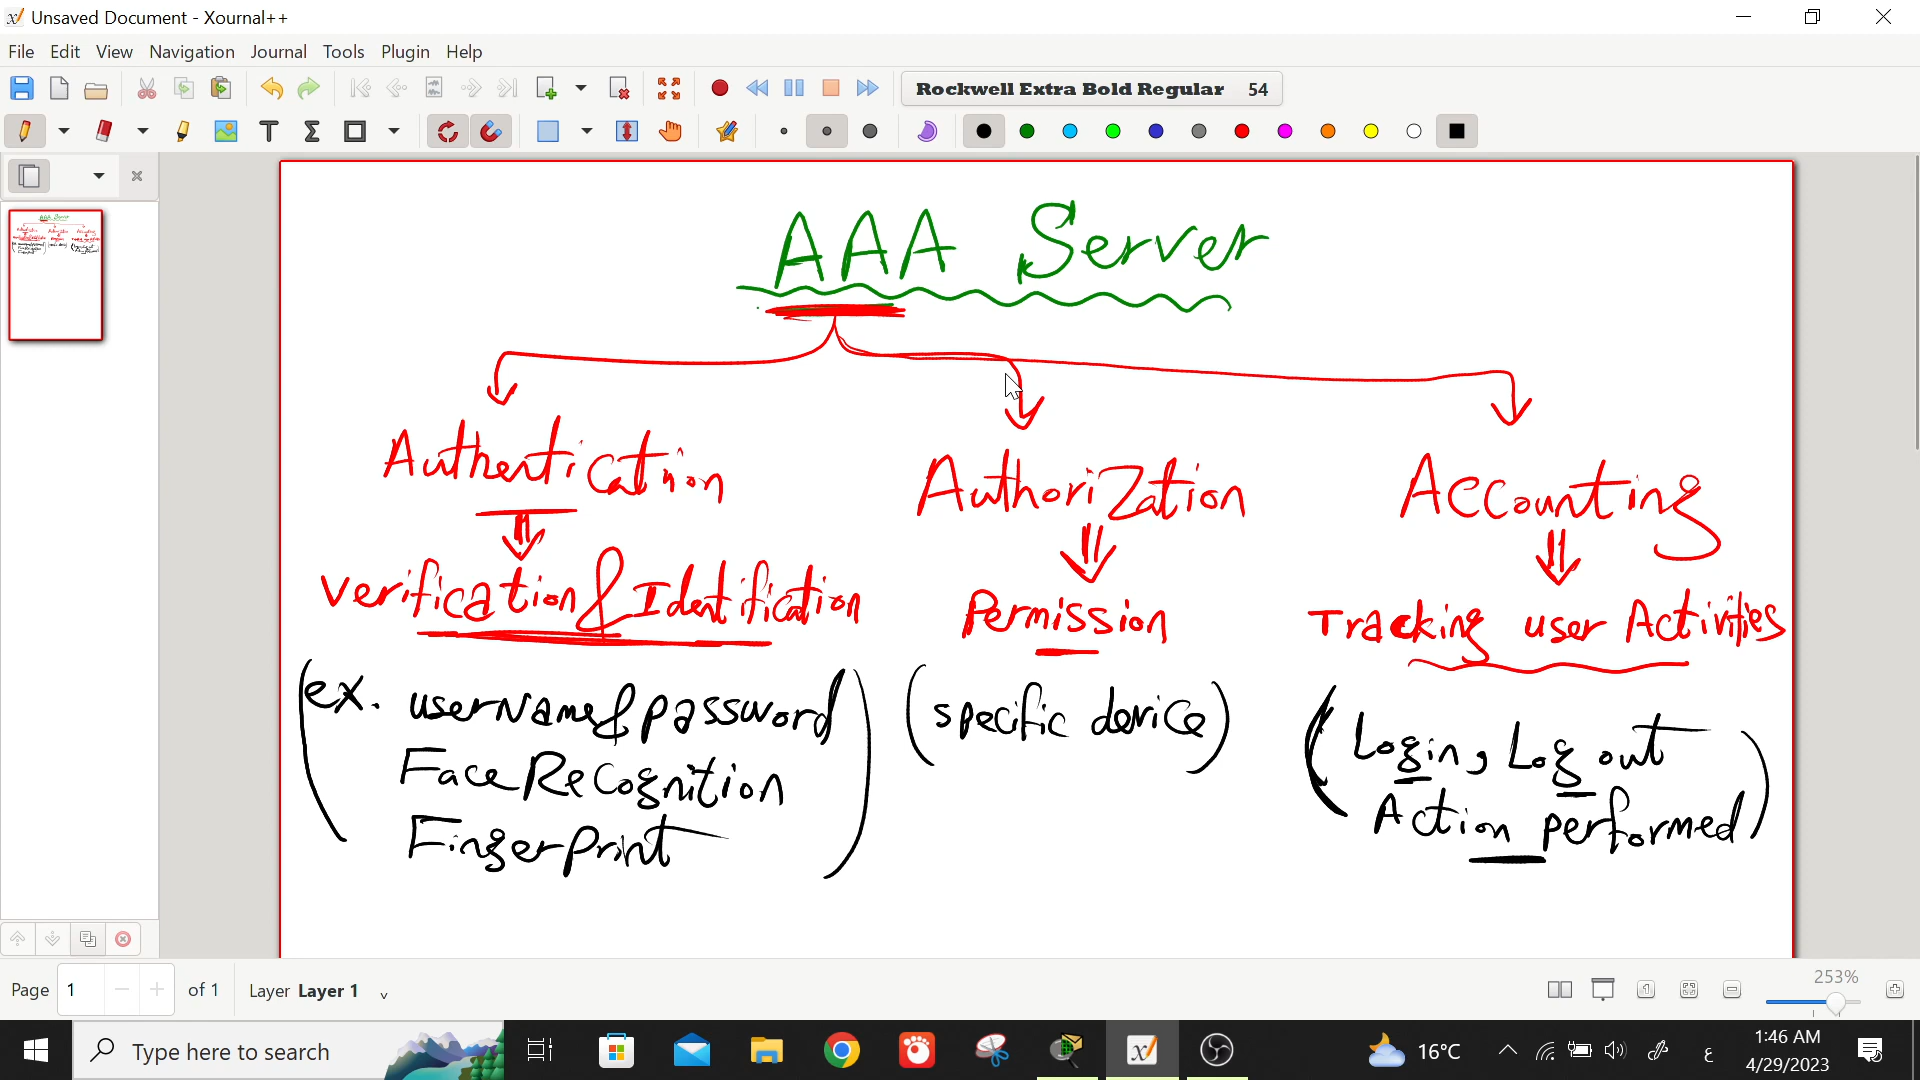 Unsaved Document - Xournal++
File Edit View Navigation Journal Tools Plugin Help
Rockwell Extra Bold Regular 54
AAA Server
Authentication Authorization Accounting
Verification & Identification Permission Tracking user Activities
(ex. userName & password (specific device) (Login, Log out
Face Recognition Action performed)
FingerPrint)
Page 1 of 1 Layer Layer 1 253%
Type here to search 16°C ع 1:46 AM
4/29/2023